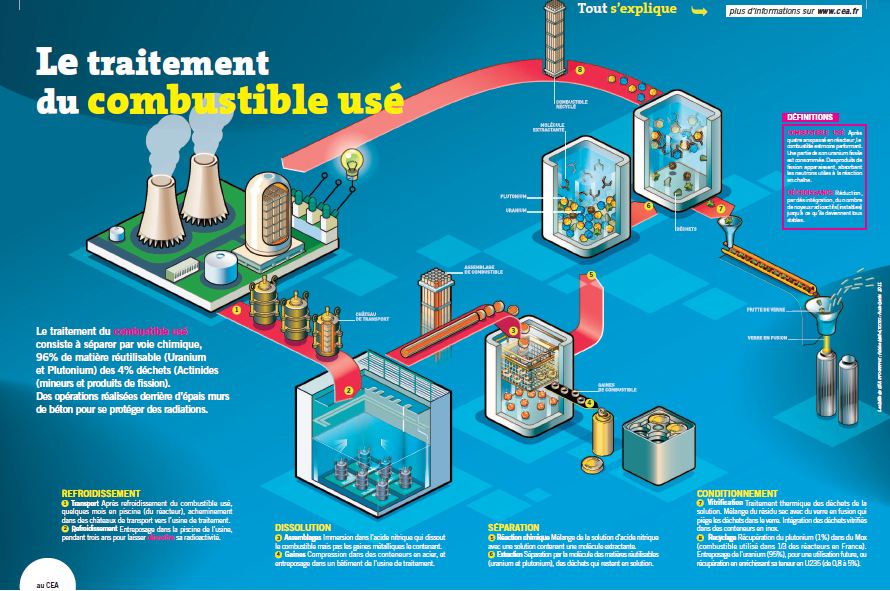 Tout s'explique
plus d'informations sur www.cea.fr
Le traitement
du combustible usé
COMBUSTIBLE
RECYCLÉ
MOLÉCULE
EXTRACTANTE
PLUTONIUM
URANIUM
DÉCHETS
8
6
7
DÉFINITIONS
COMBUSTIBLE USÉ Après
quatre ans passé en réacteur, le
combustible est moins performant.
Une partie de son uranium fissile
est consommée. Des produits de
fission apparaissent, absorbant
les neutrons utiles à la réaction
en chaîne.
DÉCROISSANCE Réduction,
par désintégration, du nombre
de noyaux radioactifs (instables)
jusqu'à ce qu'ils deviennent tous
stables.
ASSEMBLAGE
DE COMBUSTIBLE
5
1
CHÂTEAU
DE TRANSPORT
3
2
GAINES
DE COMBUSTIBLE
4
FRITTE DE VERRE
VERRE EN FUSION
Le traitement du combustible usé
consiste à séparer par voie chimique,
96% de matière réutilisable (Uranium
et Plutonium) des 4% déchets (Actinides
(mineurs et produits de fission).
Des opérations réalisées derrière d'épais murs
de béton pour se protéger des radiations.
REFROIDISSEMENT
1 Transport Après refroidissement du combustible usé,
quelques mois en piscine (du réacteur), acheminement
dans des châteaux de transport vers l'usine de traitement.
2 Refroidissement Entreposage dans la piscine de l'usine,
pendant trois ans pour laisser décroître sa radioactivité.
DISSOLUTION
3 Assemblages Immersion dans l'acide nitrique qui dissout
le combustible mais pas les gaines métalliques le contenant.
4 Gaines Compression dans des conteneurs en acier, et
entreposage dans un bâtiment de l'usine de traitement.
SÉPARATION
5 Réaction chimique Mélange de la solution d'acide nitrique
avec une solution contenant une molécule extractante.
6 Extraction Séparation par la molécule des matières réutilisables
(uranium et plutonium), des déchets qui restent en solution.
CONDITIONNEMENT
7 Vitrification Traitement thermique des déchets de la
solution. Mélange du résidu sec avec du verre en fusion qui
piège les déchets dans le verre. Intégration des déchets vitrifiés
dans des conteneurs en inox.
8 Recyclage Récupération du plutonium (1%) dans du Mox
(combustible utilisé dans 1/3 des réacteurs en France).
Entreposage de l'uranium (95%), pour une utilisation future, ou
récupération en enrichissant sa teneur en U235 (de 0,8 à 5%).
au CEA